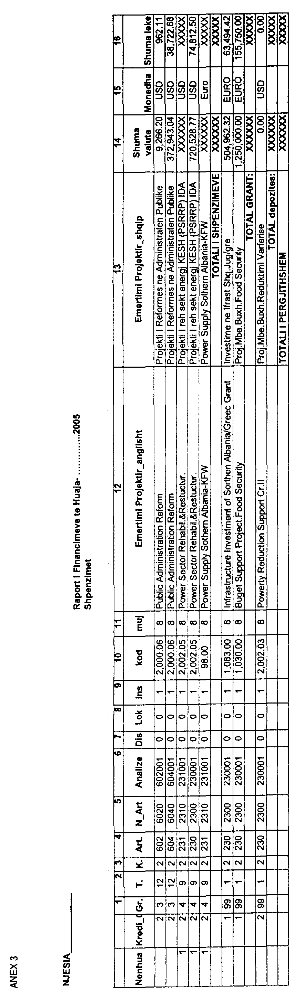 ANEX 3
NJESIA________
Raport I Financimeve te Huaja- ..............2005
Shpenzimet
1 2 3 4 5 6 7 8 9 10 11 12 13 14 15 16
Nenhua Kredi_ Gr. T. K. Art. N_Art Analize Dis Lok Ins kod muj Emertimi Projektir_anglisht Emertimi Projektir_shqip Shuma valute Monedha Shuma leke
2 3 12 2 602 6020 602001 0 0 1 2,000.06 8 Public Administration Reform Projekti I Reformes ne Administraten Publike 9,266.20 USD 962.11
2 3 12 2 604 6040 604001 0 0 1 2,000.06 8 Public Administration Reform Projekti I Reformes ne Administraten Publike 372,943.04 USD 38,722.68
1 2 4 9 2 231 2310 231001 0 0 1 2,002.05 8 Power Sector Rehabil.&Restuctur. Projekti I reh sekt energj KESH (PSRRP) IDA XXXXXX USD XXXXX
1 2 4 9 2 230 2300 230001 0 0 1 2,002.05 8 Power Sector Rehabil.&Restuctur. Projekti I reh sekt energj KESH (PSRRP) IDA 720,528.77 USD 74,812.50
1 2 4 9 2 231 2310 231001 0 0 1 98.00 8 Power Supply Sothern Albania-KFW Power Supply Sothern Albania-KFW XXXXXX Euro XXXXX
TOTALI I SHPENZIMEVE XXXXXX XXXXX
1 99 1 2 230 2300 230001 0 0 1 1,083.00 8 Infrastructure Investment of Sorthen Albania/Greec Grant Investime ne Ifrast Shq.Jug/gre 504,962.32 EURO 63,494.42
1 99 1 2 230 2300 230001 0 0 1 1,030.00 8 Buget Support Project.Food Security Proj.Mbe.Buxh.Food Security 1,250,000.00 EURO 155,750.00
TOTAL GRANT: XXXXXX XXXXX
2 99 1 2 230 2300 230001 0 0 1 2,002.03 8 Powerty Reduction Support Cr.II Proj.Mbe.Buxh.Reduktimi Varferise 0.00 USD 0.00
TOTAL depozites: XXXXXX XXXXX
TOTALI I PERGJITHSHEM XXXXXX XXXXX